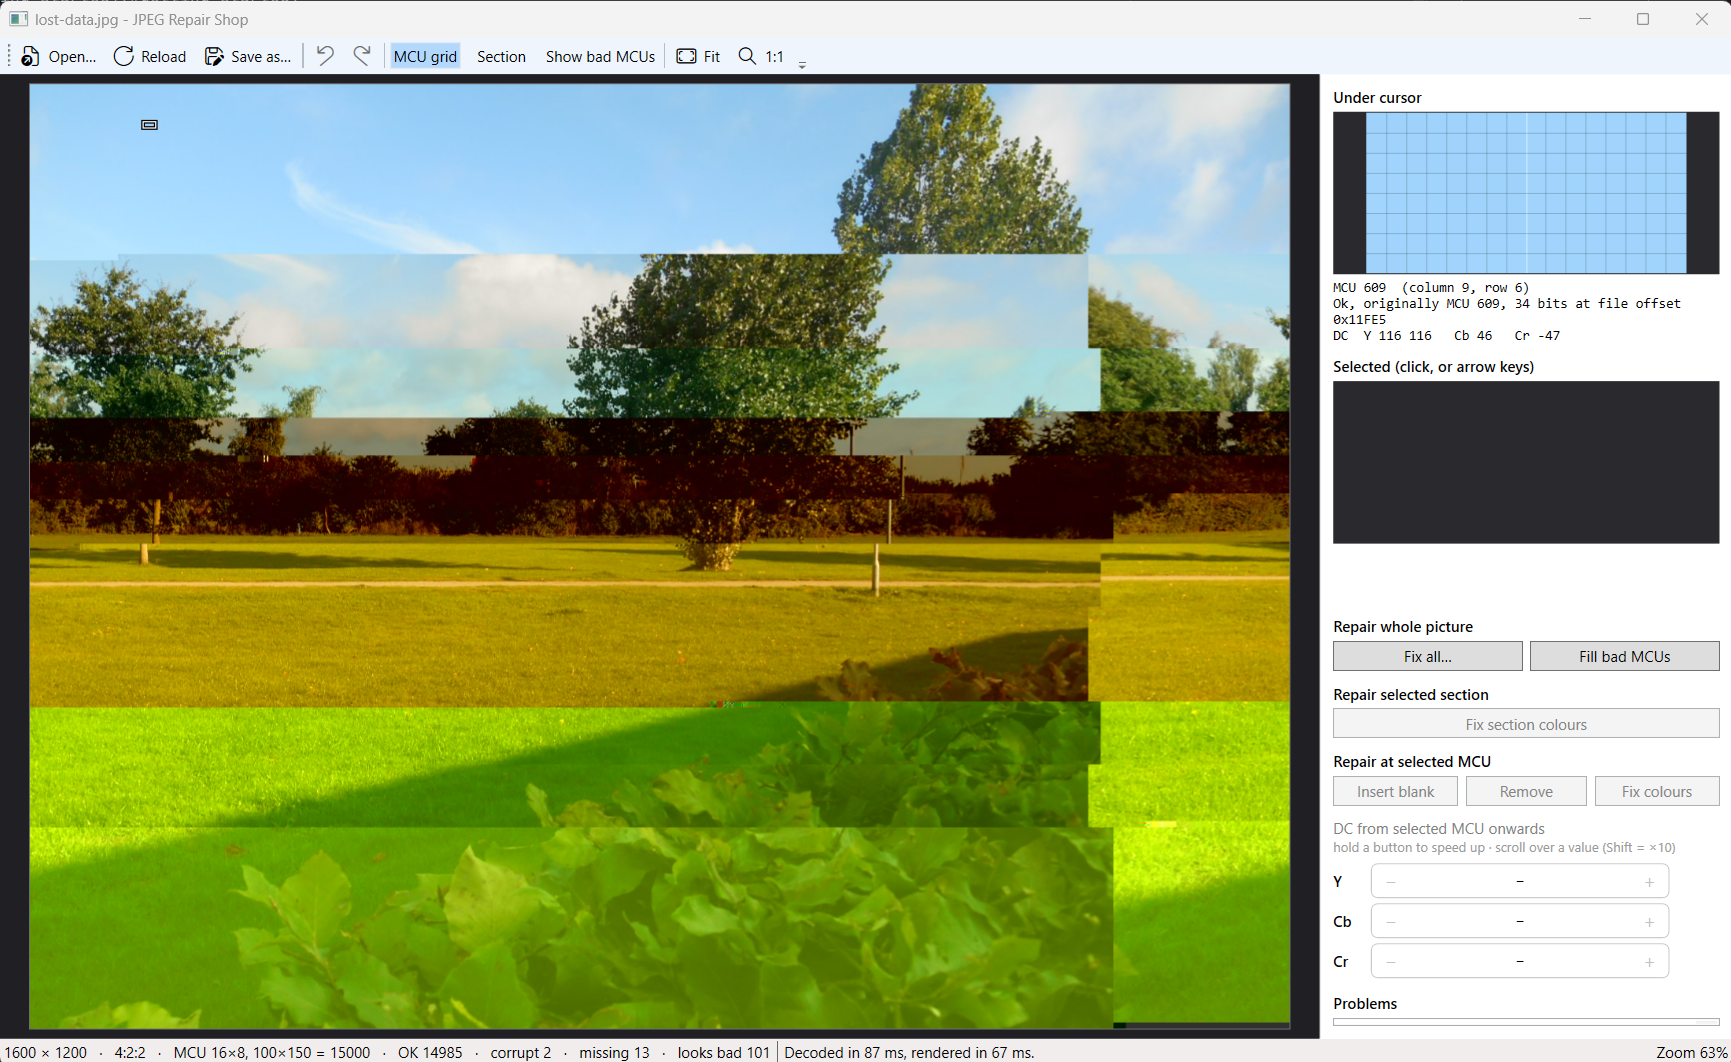 lost-data.jpg - JPEG Repair Shop
Open... Reload Save as... MCU grid Section Show bad MCUs Fit 1:1
Under cursor
MCU 609 (column 9, row 6)
Ok, originally MCU 609, 34 bits at file offset
0x11FE5
DC Y 116 116 Cb 46 Cr -47
Selected (click, or arrow keys)
Repair whole picture
Fix all... Fill bad MCUs
Repair selected section
Fix section colours
Repair at selected MCU
Insert blank Remove Fix colours
DC from selected MCU onwards
hold a button to speed up · scroll over a value (Shift = ×10)
Y − – +
Cb − – +
Cr − – +
Problems
1600 × 1200 · 4:2:2 · MCU 16×8, 100×150 = 15000 · OK 14985 · corrupt 2 · missing 13 · looks bad 101 Decoded in 87 ms, rendered in 67 ms. Zoom 63%